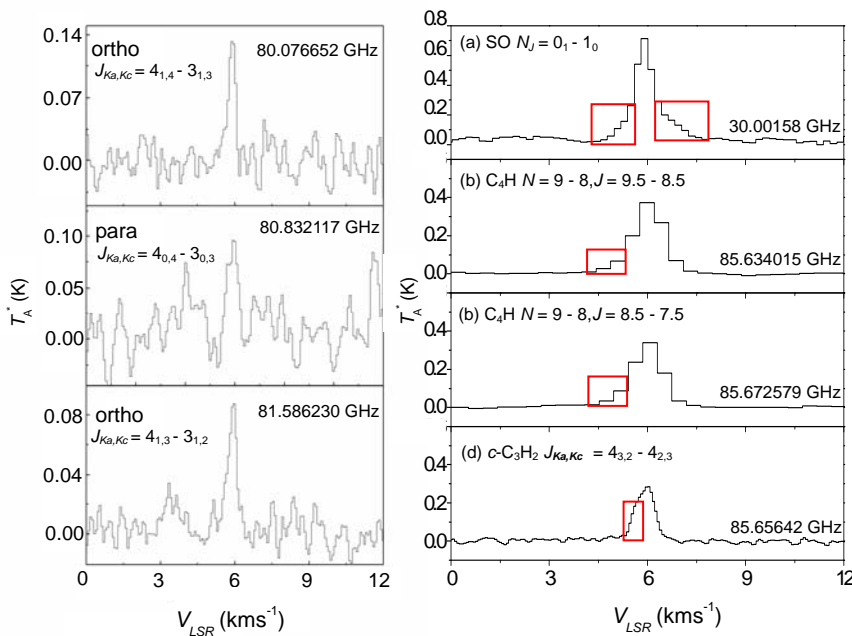 ortho
80.076652 GHz
J_{Ka,Kc} = 4_{1,4} - 3_{1,3}
0.14
0.07
0.00
para
80.832117 GHz
J_{Ka,Kc} = 4_{0,4} - 3_{0,3}
0.10
0.05
0.00
ortho
81.586230 GHz
J_{Ka,Kc} = 4_{1,3} - 3_{1,2}
0.08
0.04
0.00
0 3 6 9 12
V_{LSR} (kms^{-1})
T_A^* (K)
(a) SO N_J = 0_1 - 1_0
30.00158 GHz
0.8
0.6
0.4
0.2
0.0
(b) C_4H N = 9 - 8, J = 9.5 - 8.5
85.634015 GHz
0.4
0.2
0.0
(b) C_4H N = 9 - 8, J = 8.5 - 7.5
85.672579 GHz
0.4
0.2
0.0
(d) c-C_3H_2 J_{Ka,Kc} = 4_{3,2} - 4_{2,3}
85.65642 GHz
0.4
0.2
0.0
0 3 6 9 12
V_{LSR} (kms^{-1})
T_A^* (K)